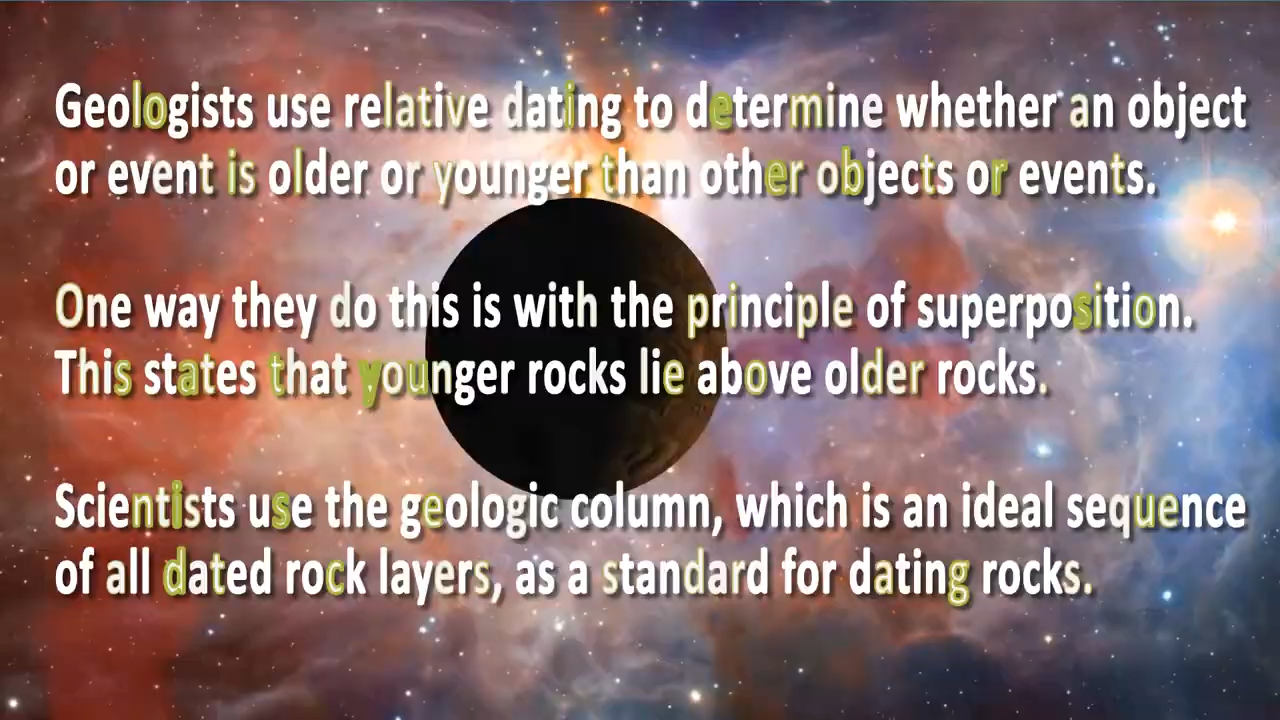 Geologists use relative dating to determine whether an object
or event is older or younger than other objects or events.
One way they do this is with the principle of superposition.
This states that younger rocks lie above older rocks.
Scientists use the geologic column, which is an ideal sequence
of all dated rock layers, as a standard for dating rocks.